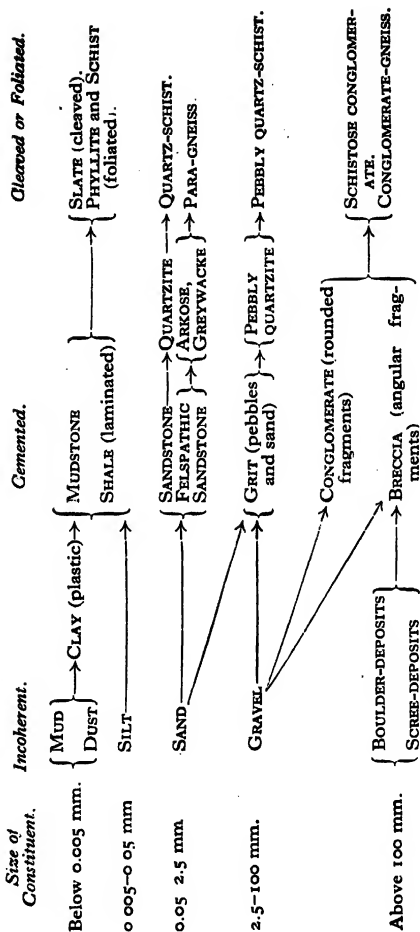 Size of Constituent. Incoherent. Cemented. Cleaved or Foliated.
Below 0.005 mm. { MUD DUST } → CLAY (plastic) → { MUDSTONE SHALE (laminated) } → { SLATE (cleaved). PHYLLITE and SCHIST (foliated).
0 005–0 05 mm SILT
0.05 2.5 mm SAND → { SANDSTONE → QUARTZITE → QUARTZ-SCHIST.
FELSPATHIC SANDSTONE } → { ARKOSE, GREYWACKE } → PARA-GNEISS.
2.5–100 mm. GRAVEL → { GRIT (pebbles and sand) } → { PEBBLY QUARTZITE } → PEBBLY QUARTZ-SCHIST.
CONGLOMERATE (rounded fragments)
Above 100 mm. { BOULDER-DEPOSITS SCREE-DEPOSITS } → BRECCIA (angular fragments) } → { SCHISTOSE CONGLOMERATE. CONGLOMERATE-GNEISS.